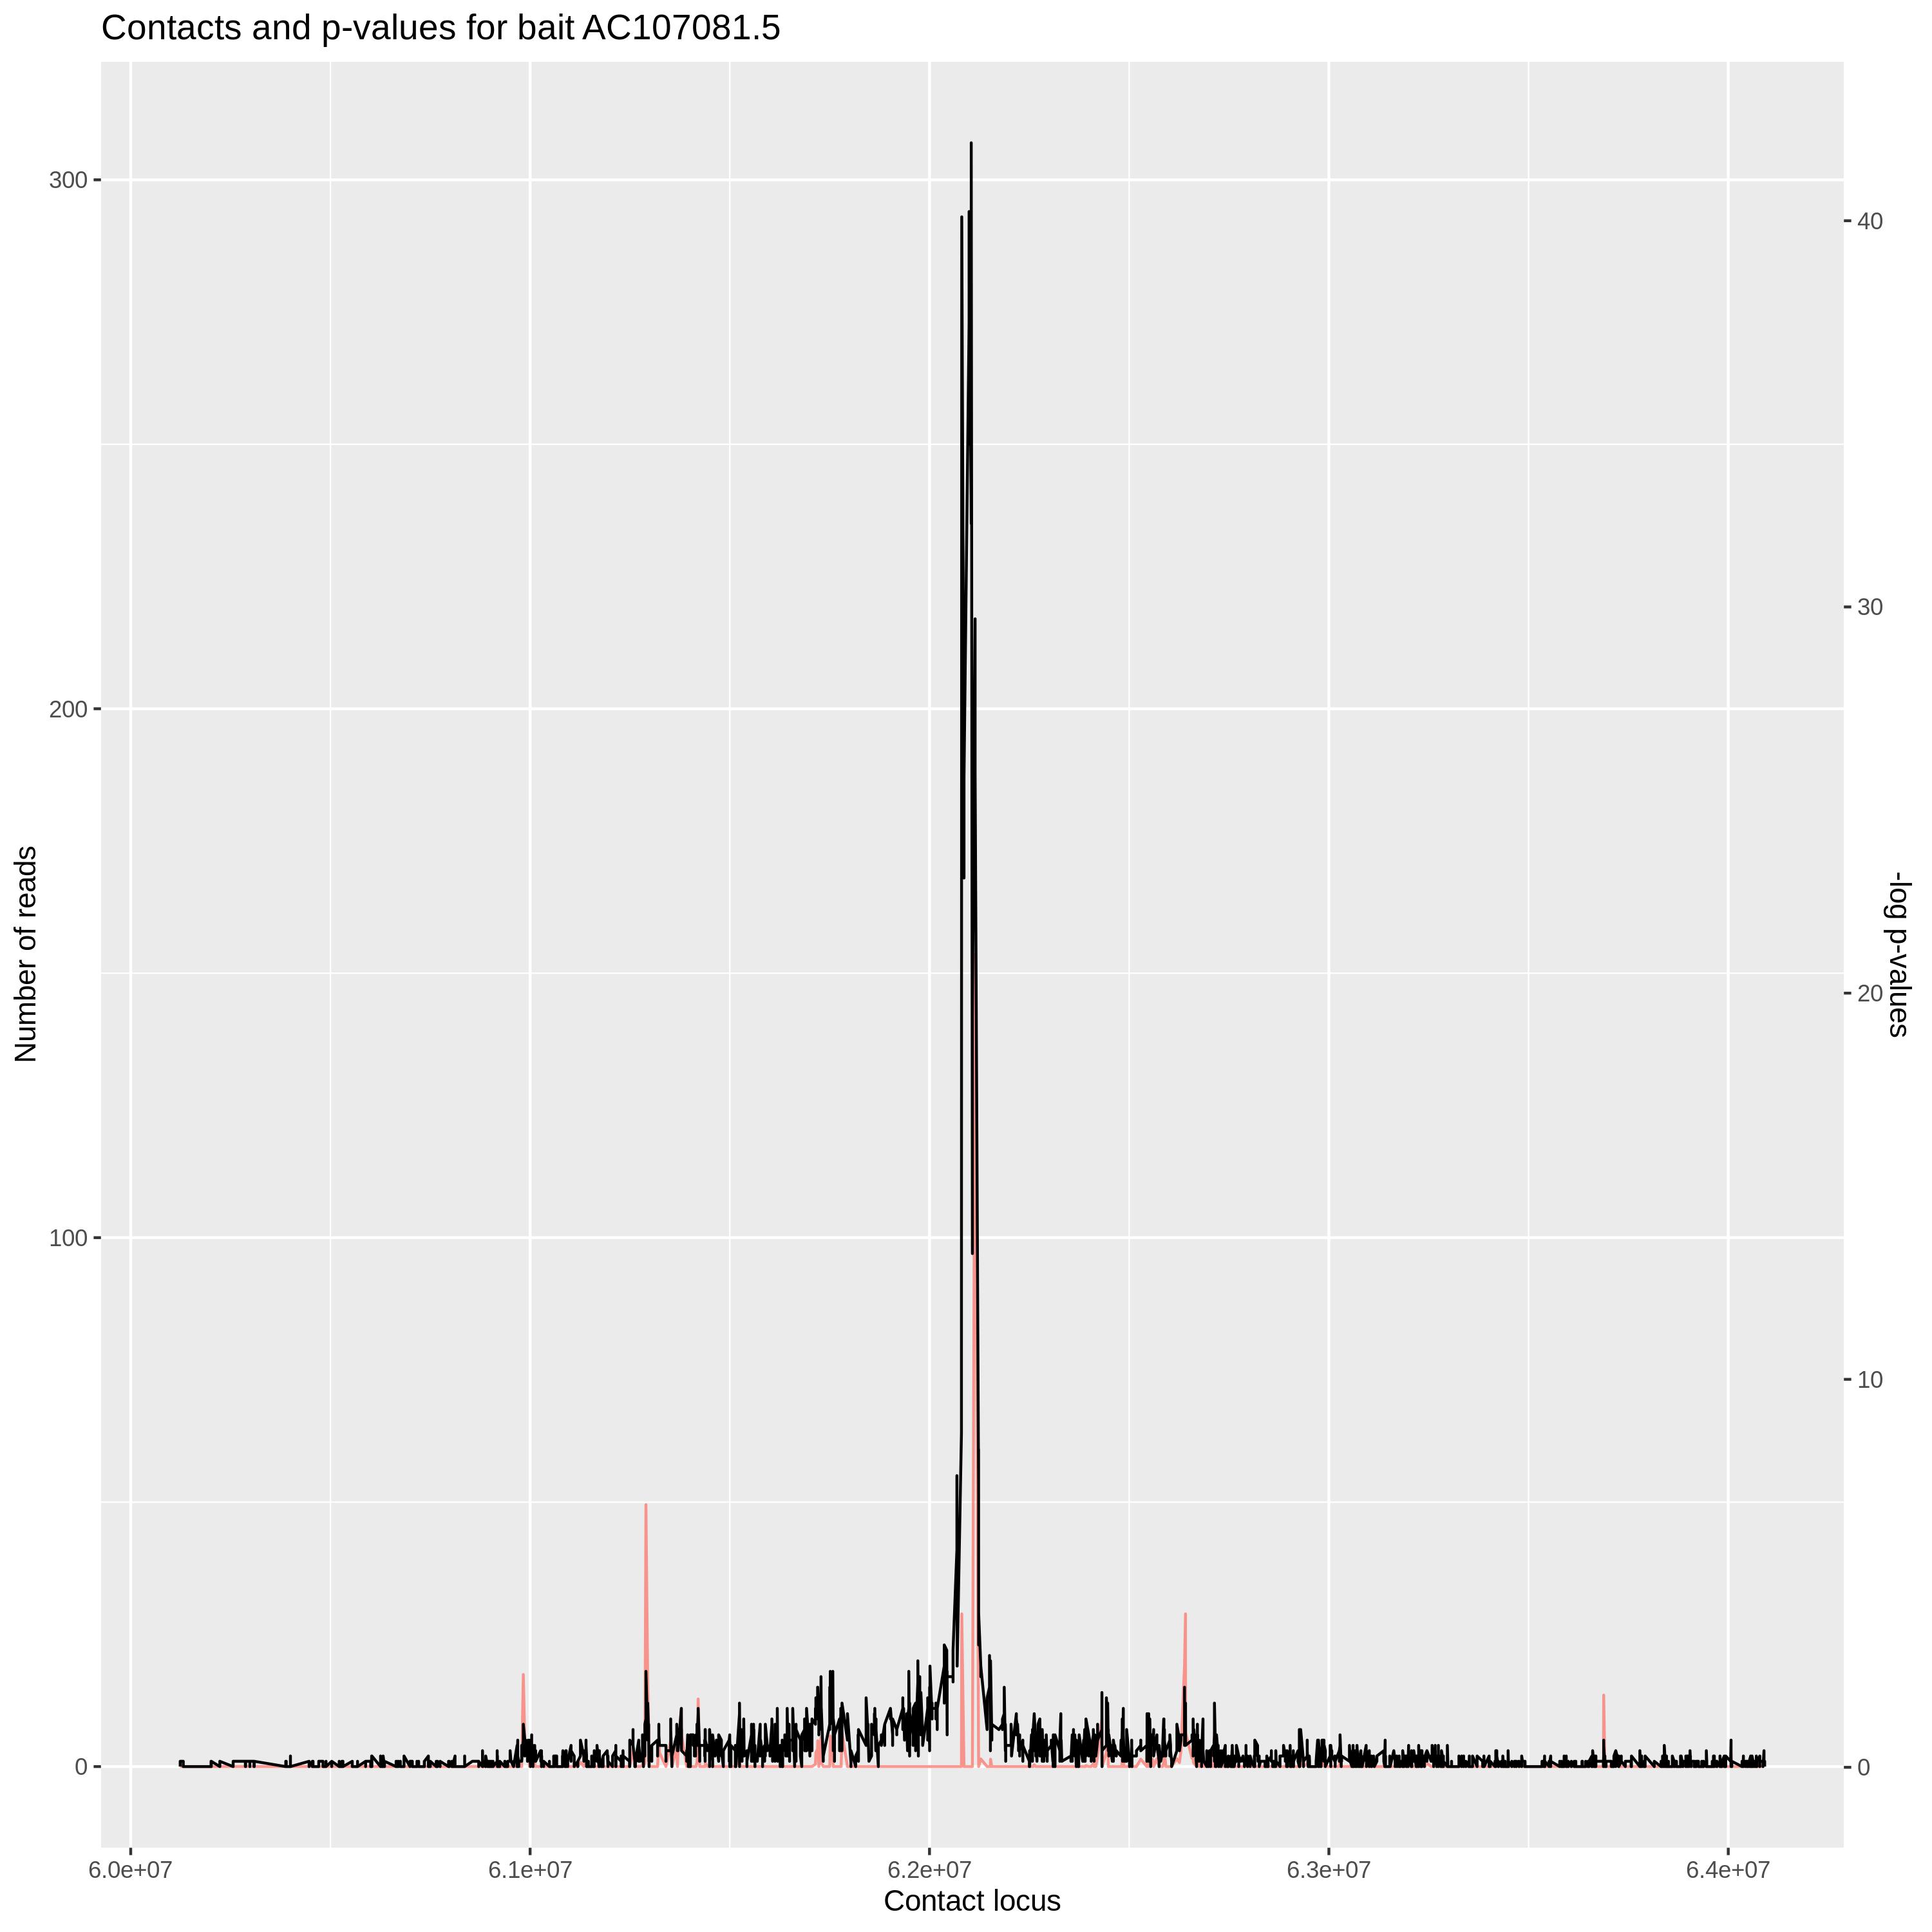 Contacts and p-values for bait AC107081.5
300
200
100
0
Number of reads
40
30
20
10
0
-log p-values
6.0e+07 6.1e+07 6.2e+07 6.3e+07 6.4e+07
Contact locus